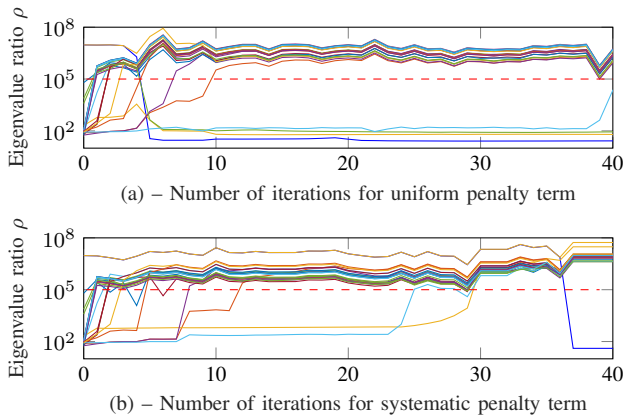 10^8
10^5
10^2
Eigenvalue ratio ρ
0 10 20 30 40
(a) – Number of iterations for uniform penalty term
10^8
10^5
10^2
Eigenvalue ratio ρ
0 10 20 30 40
(b) – Number of iterations for systematic penalty term